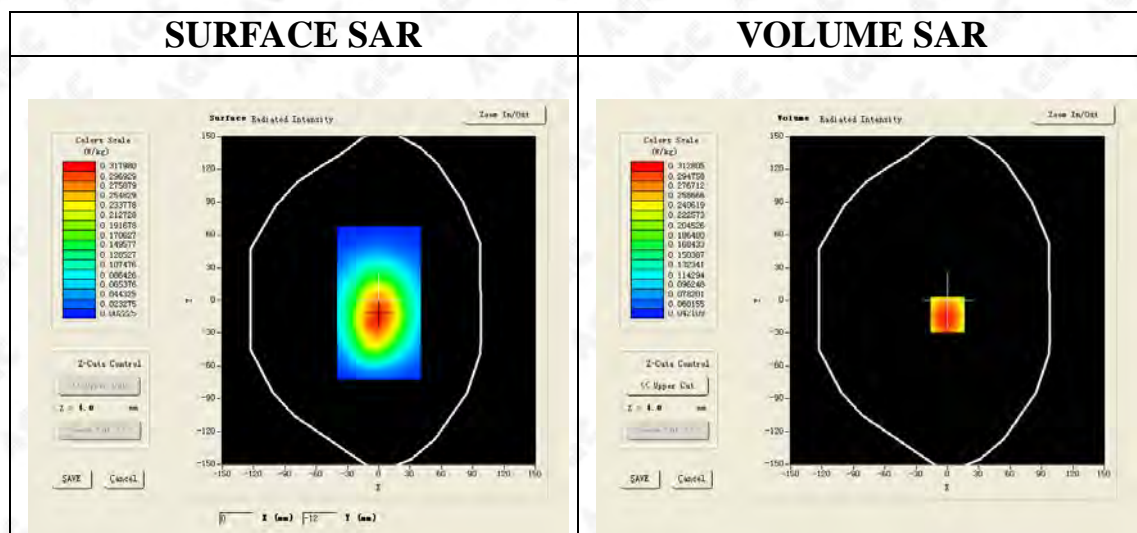 SURFACE SAR
VOLUME SAR
Surface Radiated Intensity
Zoom In/Out
Colors Scale
(W/kg)
0.317980
0.296929
0.275879
0.254829
0.233778
0.212728
0.191678
0.170627
0.149577
0.128527
0.107476
0.086426
0.065376
0.044325
0.023275
150
120
90
60
30
0
-30
-60
-90
-120
-150
-150 -120 -90 -60 -30 0 30 60 90 120 150
Z-Cuts Control
Z = 4.0 mm
SAVE
Cancel
0 X (mm) -12 Y (mm)
Volume Radiated Intensity
Zoom In/Out
Colors Scale
(W/kg)
0.312805
0.294758
0.276712
0.258666
0.240619
0.222573
0.204526
0.186480
0.168433
0.150387
0.132341
0.114294
0.096248
0.078201
0.060155
0.042109
150
120
90
60
30
0
-30
-60
-90
-120
-150
-150 -120 -90 -60 -30 0 30 60 90 120 150
Z-Cuts Control
<< Upper Cut
Z = 4.0 mm
SAVE
Cancel
AGC